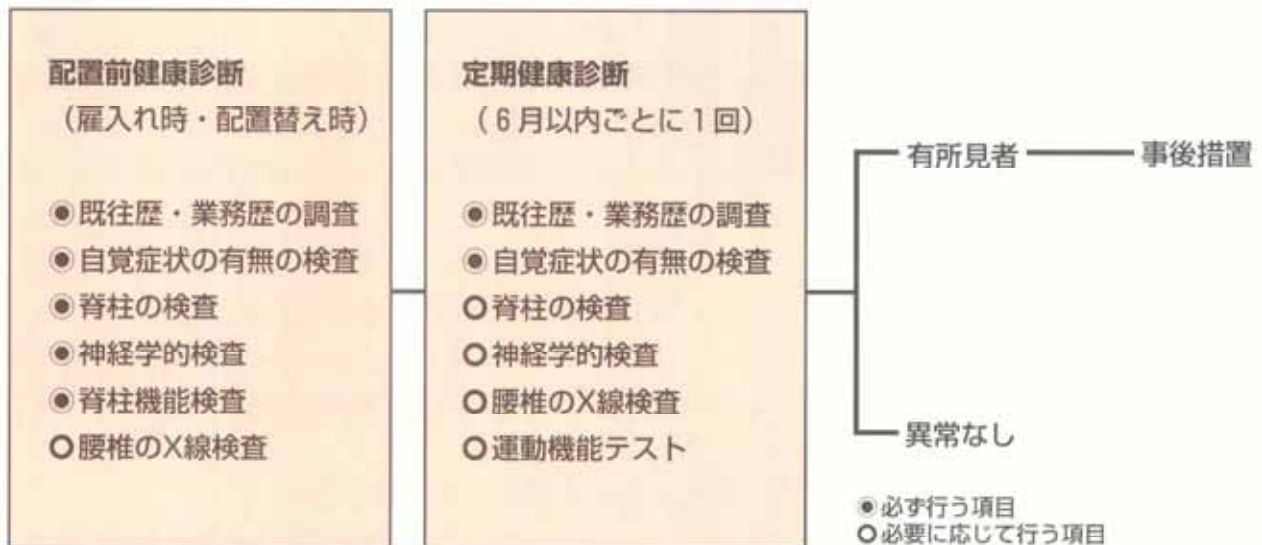 配置前健康診断
（雇入れ時・配置替え時）
◉既往歴・業務歴の調査
◉自覚症状の有無の検査
◉脊柱の検査
◉神経学的検査
◉脊柱機能検査
○腰椎のX線検査
定期健康診断
（6月以内ごとに1回）
◉既往歴・業務歴の調査
◉自覚症状の有無の検査
○脊柱の検査
○神経学的検査
○腰椎のX線検査
○運動機能テスト
有所見者
事後措置
異常なし
◉必ず行う項目
○必要に応じて行う項目